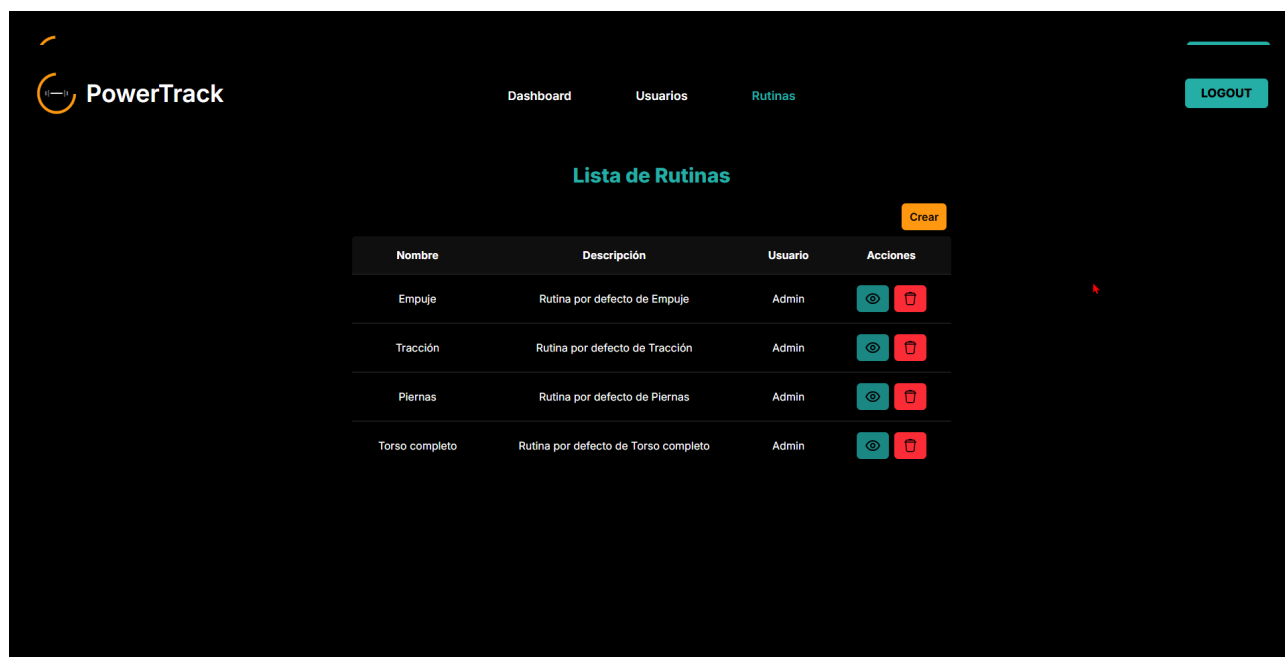 PowerTrack
Dashboard Usuarios Rutinas
LOGOUT
Lista de Rutinas
Crear
Nombre Descripción Usuario Acciones
Empuje Rutina por defecto de Empuje Admin
Tracción Rutina por defecto de Tracción Admin
Piernas Rutina por defecto de Piernas Admin
Torso completo Rutina por defecto de Torso completo Admin